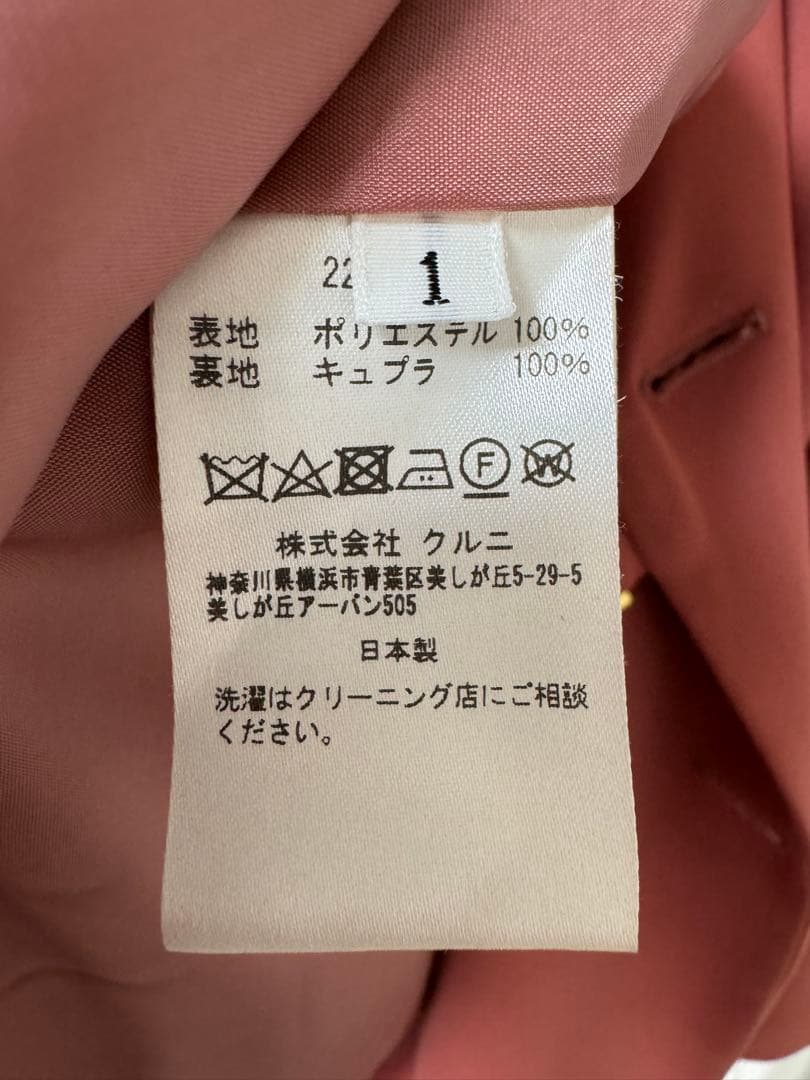 22
1
表地 ポリエステル 100%
裏地 キュプラ 100%
F W
株式会社 クルニ
神奈川県横浜市青葉区美しが丘5-29-5
美しが丘アーバン505
日本製
洗濯はクリーニング店にご相談
ください。